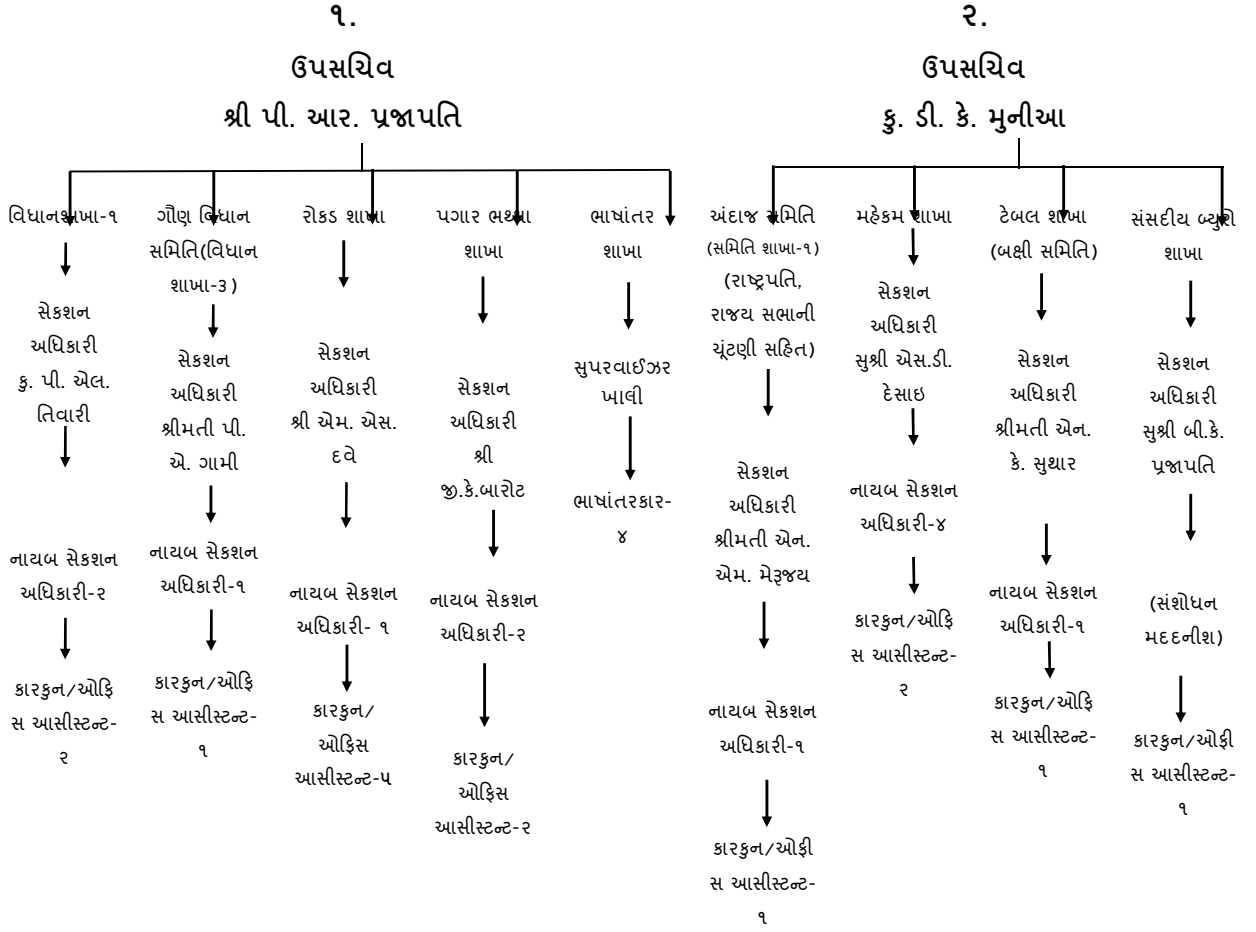 ૧.
ઉપસચિવ
શ્રી પી. આર. પ્રજાપતિ
વિધાનશાખા-૧
સેકશન
અધિકારી
કુ. પી. એલ.
તિવારી
નાયબ સેકશન
અધિકારી-૨
કારકુન/ઓફિ
સ આસીસ્ટન્ટ-
૨
ગૌણ વિધાન
સમિતિ(વિધાન
શાખા-૩)
સેકશન
અધિકારી
શ્રીમતી પી.
એ. ગામી
નાયબ સેકશન
અધિકારી-૧
કારકુન/ઓફિ
સ આસીસ્ટન્ટ-
૧
રોકડ શાખા
સેકશન
અધિકારી
શ્રી એમ. એસ.
દવે
નાયબ સેકશન
અધિકારી- ૧
કારકુન/
ઓફિસ
આસીસ્ટન્ટ-૫
પગાર ભથ્થા
શાખા
સેકશન
અધિકારી
શ્રી
જી.કે.બારોટ
નાયબ સેકશન
અધિકારી-૨
કારકુન/
ઓફિસ
આસીસ્ટન્ટ-૨
ભાષાંતર
શાખા
સુપરવાઈઝર
ખાલી
ભાષાંતરકાર-
૪
૨.
ઉપસચિવ
કુ. ડી. કે. મુનીઆ
અંદાજ સમિતિ
(સમિતિ શાખા-૧)
(રાષ્ટ્રપતિ,
રાજય સભાની
ચૂંટણી સહિત)
સેકશન
અધિકારી
શ્રીમતી એન.
એમ. મેરૂજય
નાયબ સેકશન
અધિકારી-૧
કારકુન/ઓફી
સ આસીસ્ટન્ટ-
૧
મહેકમ શાખા
સેકશન
અધિકારી
સુશ્રી એસ.ડી.
દેસાઇ
નાયબ સેકશન
અધિકારી-૪
કારકુન/ઓફિ
સ આસીસ્ટન્ટ-
૨
ટેબલ શાખા
(બક્ષી સમિતિ)
સેકશન
અધિકારી
શ્રીમતી એન.
કે. સુથાર
નાયબ સેકશન
અધિકારી-૧
કારકુન/ઓફિ
સ આસીસ્ટન્ટ-
૧
સંસદીય બ્યુરો
શાખા
સેકશન
અધિકારી
સુશ્રી બી.કે.
પ્રજાપતિ
(સંશોધન
મદદનીશ)
કારકુન/ઓફી
સ આસીસ્ટન્ટ-
૧